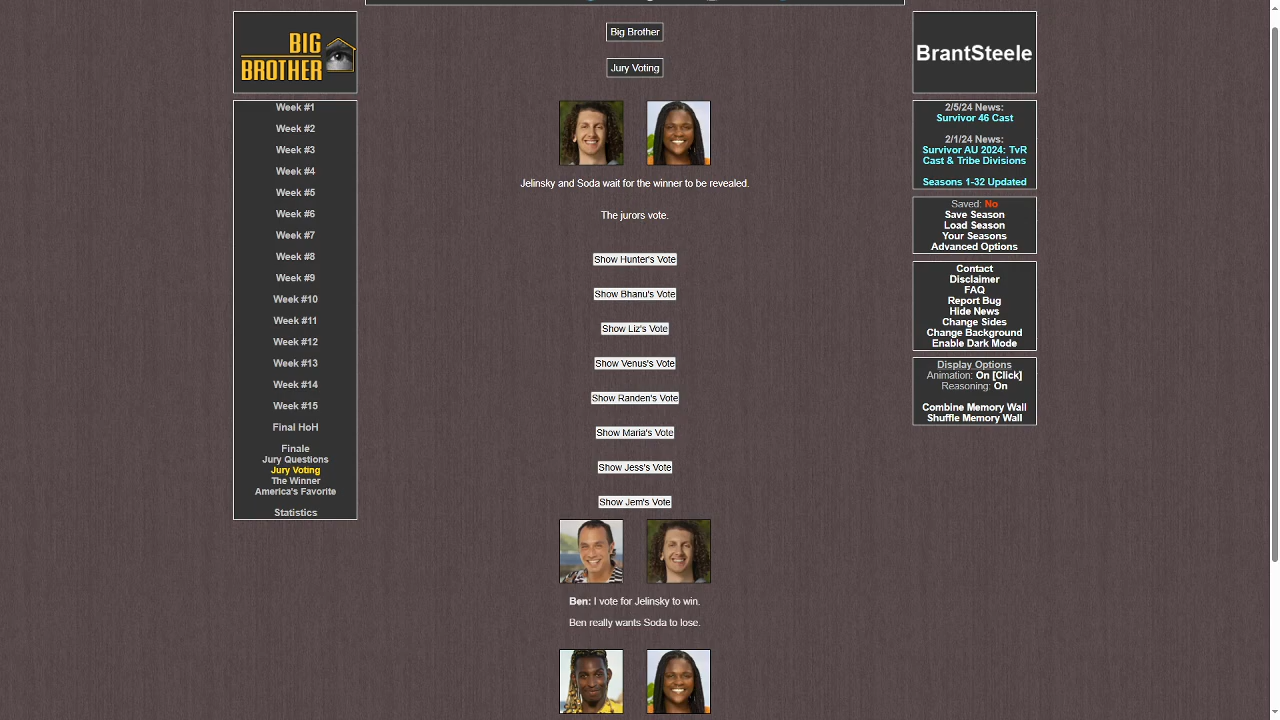 BIG
BROTHER
Week #1
Week #2
Week #3
Week #4
Week #5
Week #6
Week #7
Week #8
Week #9
Week #10
Week #11
Week #12
Week #13
Week #14
Week #15
Final HoH
Finale
Jury Questions
Jury Voting
The Winner
America's Favorite
Statistics
Big Brother
Jury Voting
Jelinsky and Soda wait for the winner to be revealed.
The jurors vote.
Show Hunter's Vote
Show Bhanu's Vote
Show Liz's Vote
Show Venus's Vote
Show Randen's Vote
Show Maria's Vote
Show Jess's Vote
Show Jem's Vote
Ben: I vote for Jelinsky to win.
Ben really wants Soda to lose.
BrantSteele
2/5/24 News:
Survivor 46 Cast
2/1/24 News:
Survivor AU 2024: TvR
Cast & Tribe Divisions
Seasons 1-32 Updated
Saved: No
Save Season
Load Season
Your Seasons
Advanced Options
Contact
Disclaimer
FAQ
Report Bug
Hide News
Change Sides
Change Background
Enable Dark Mode
Display Options
Animation: On [Click]
Reasoning: On
Combine Memory Wall
Shuffle Memory Wall